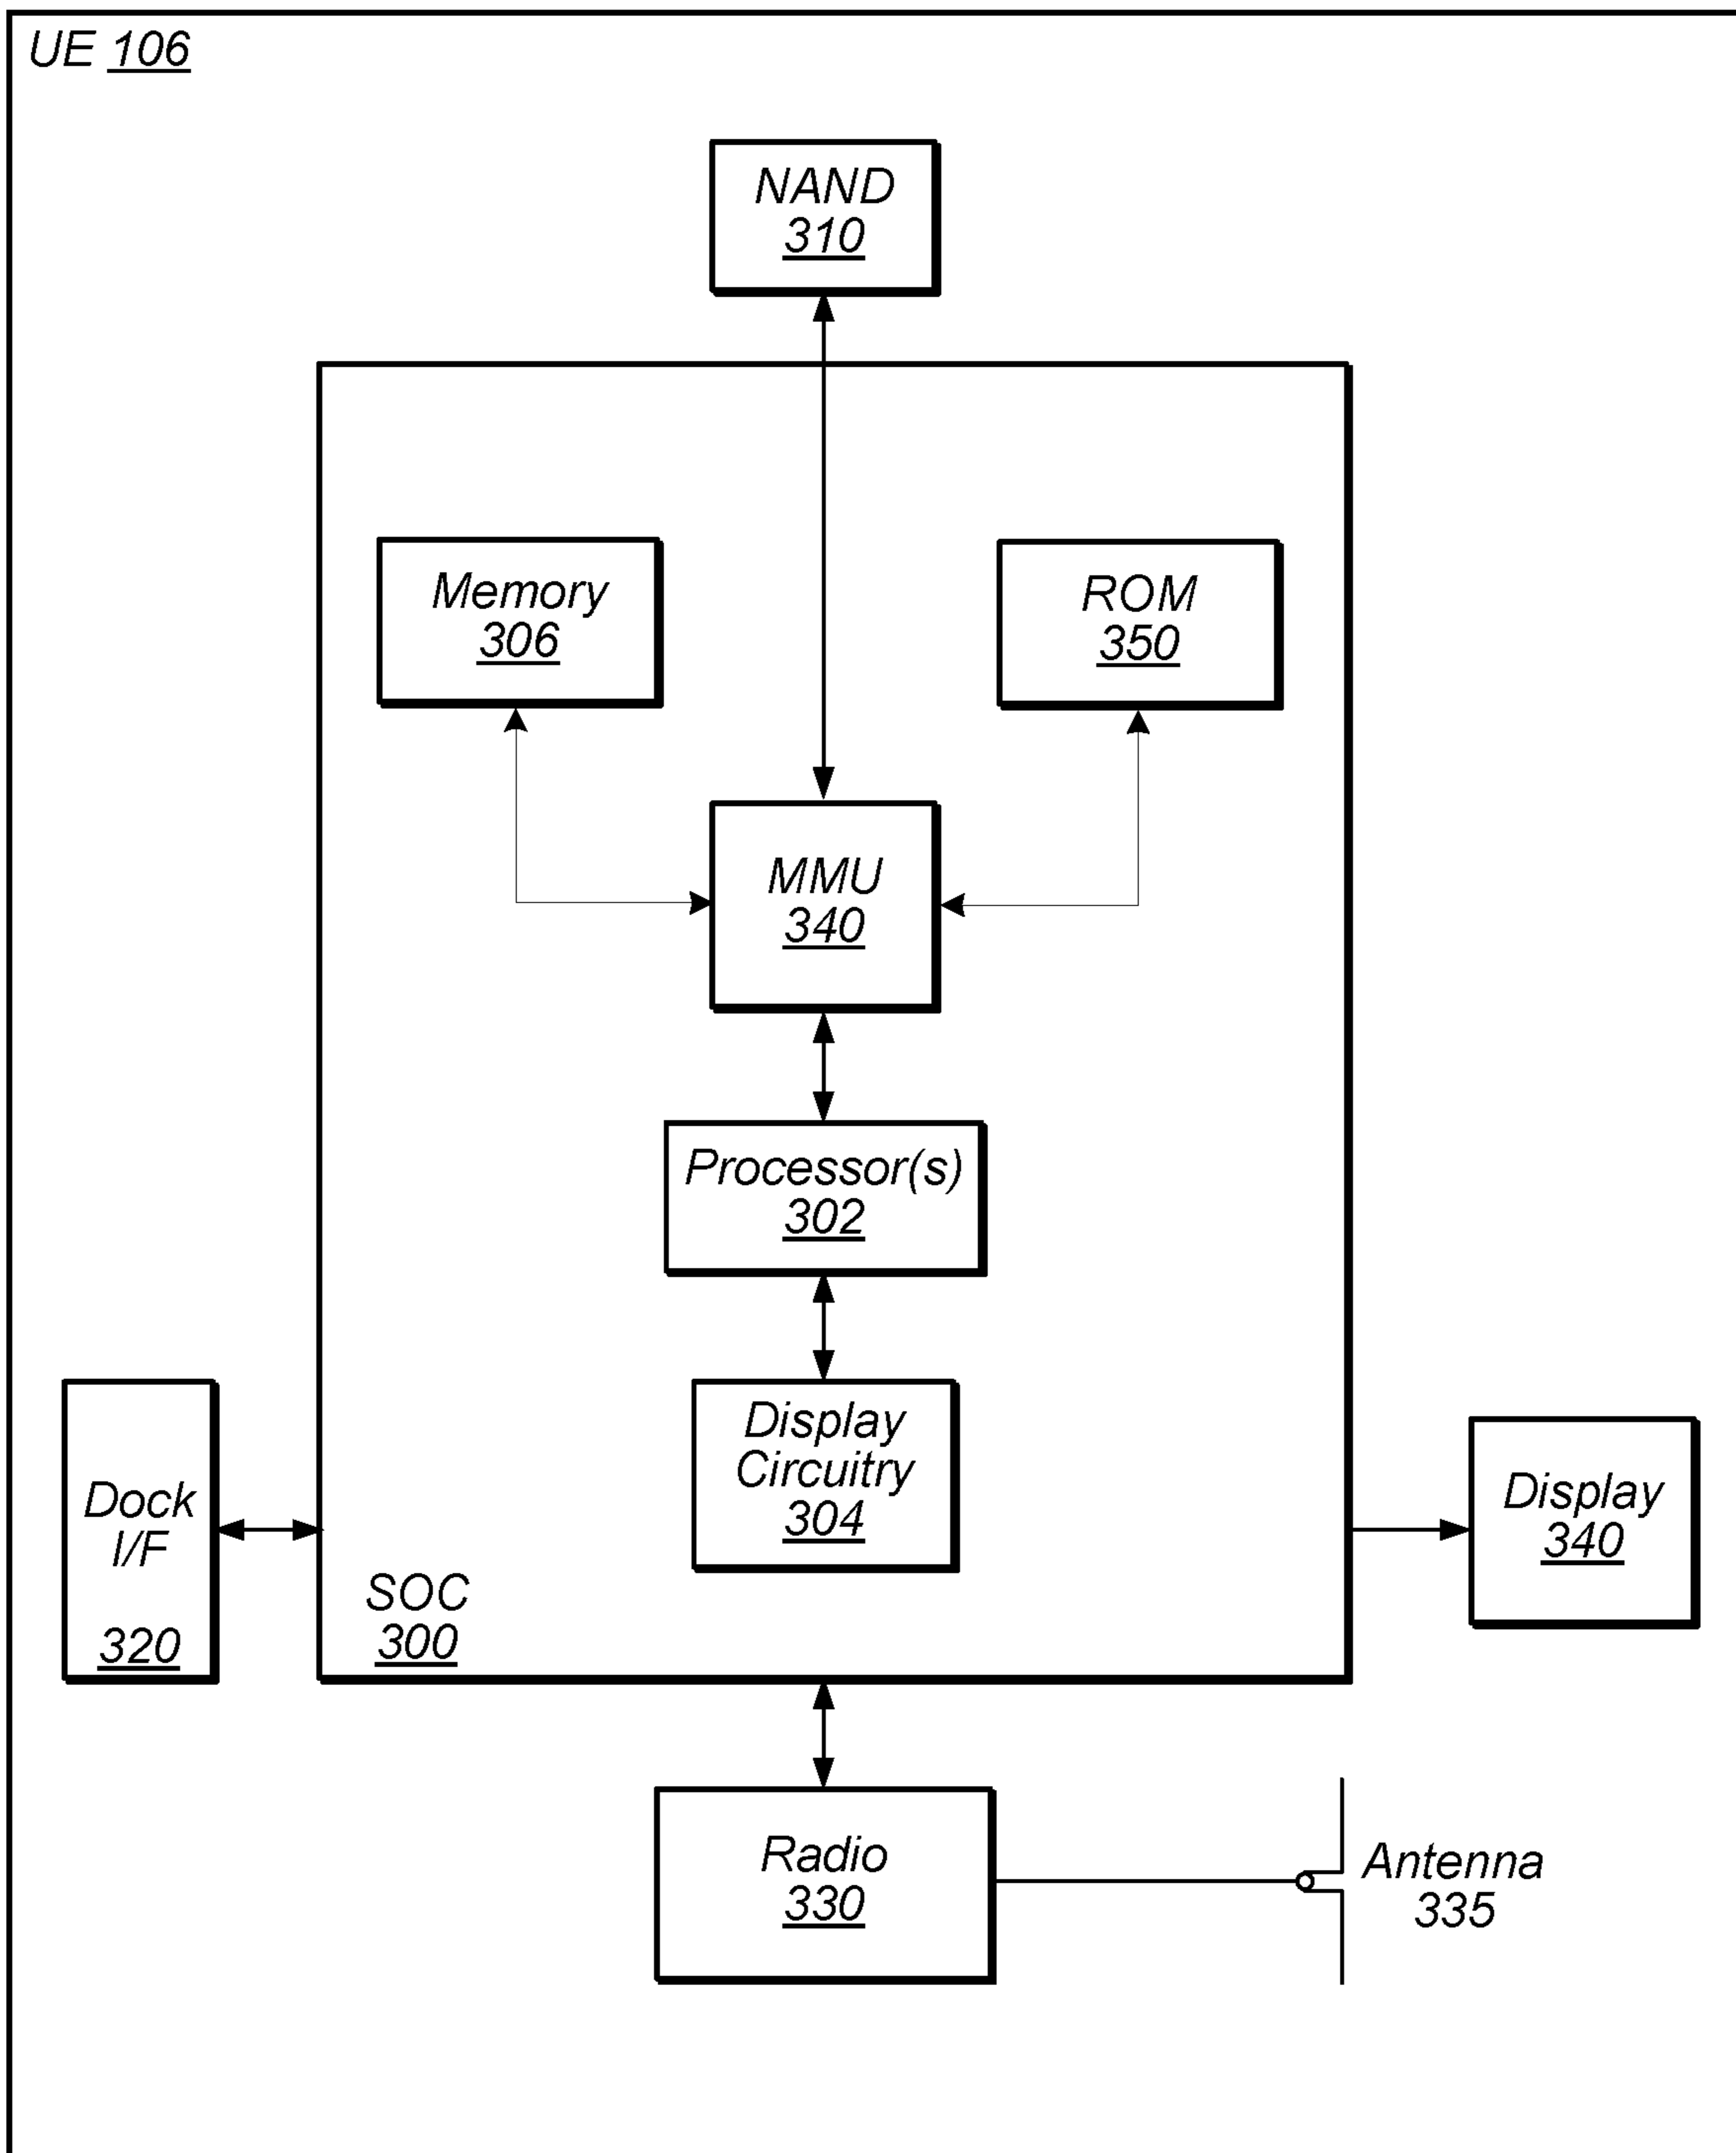 UE 106
NAND
310
Memory
306
ROM
350
MMU
340
Processor(s)
302
Display
Circuitry
304
Dock
I/F
320
SOC
300
Display
340
Radio
330
Antenna
335